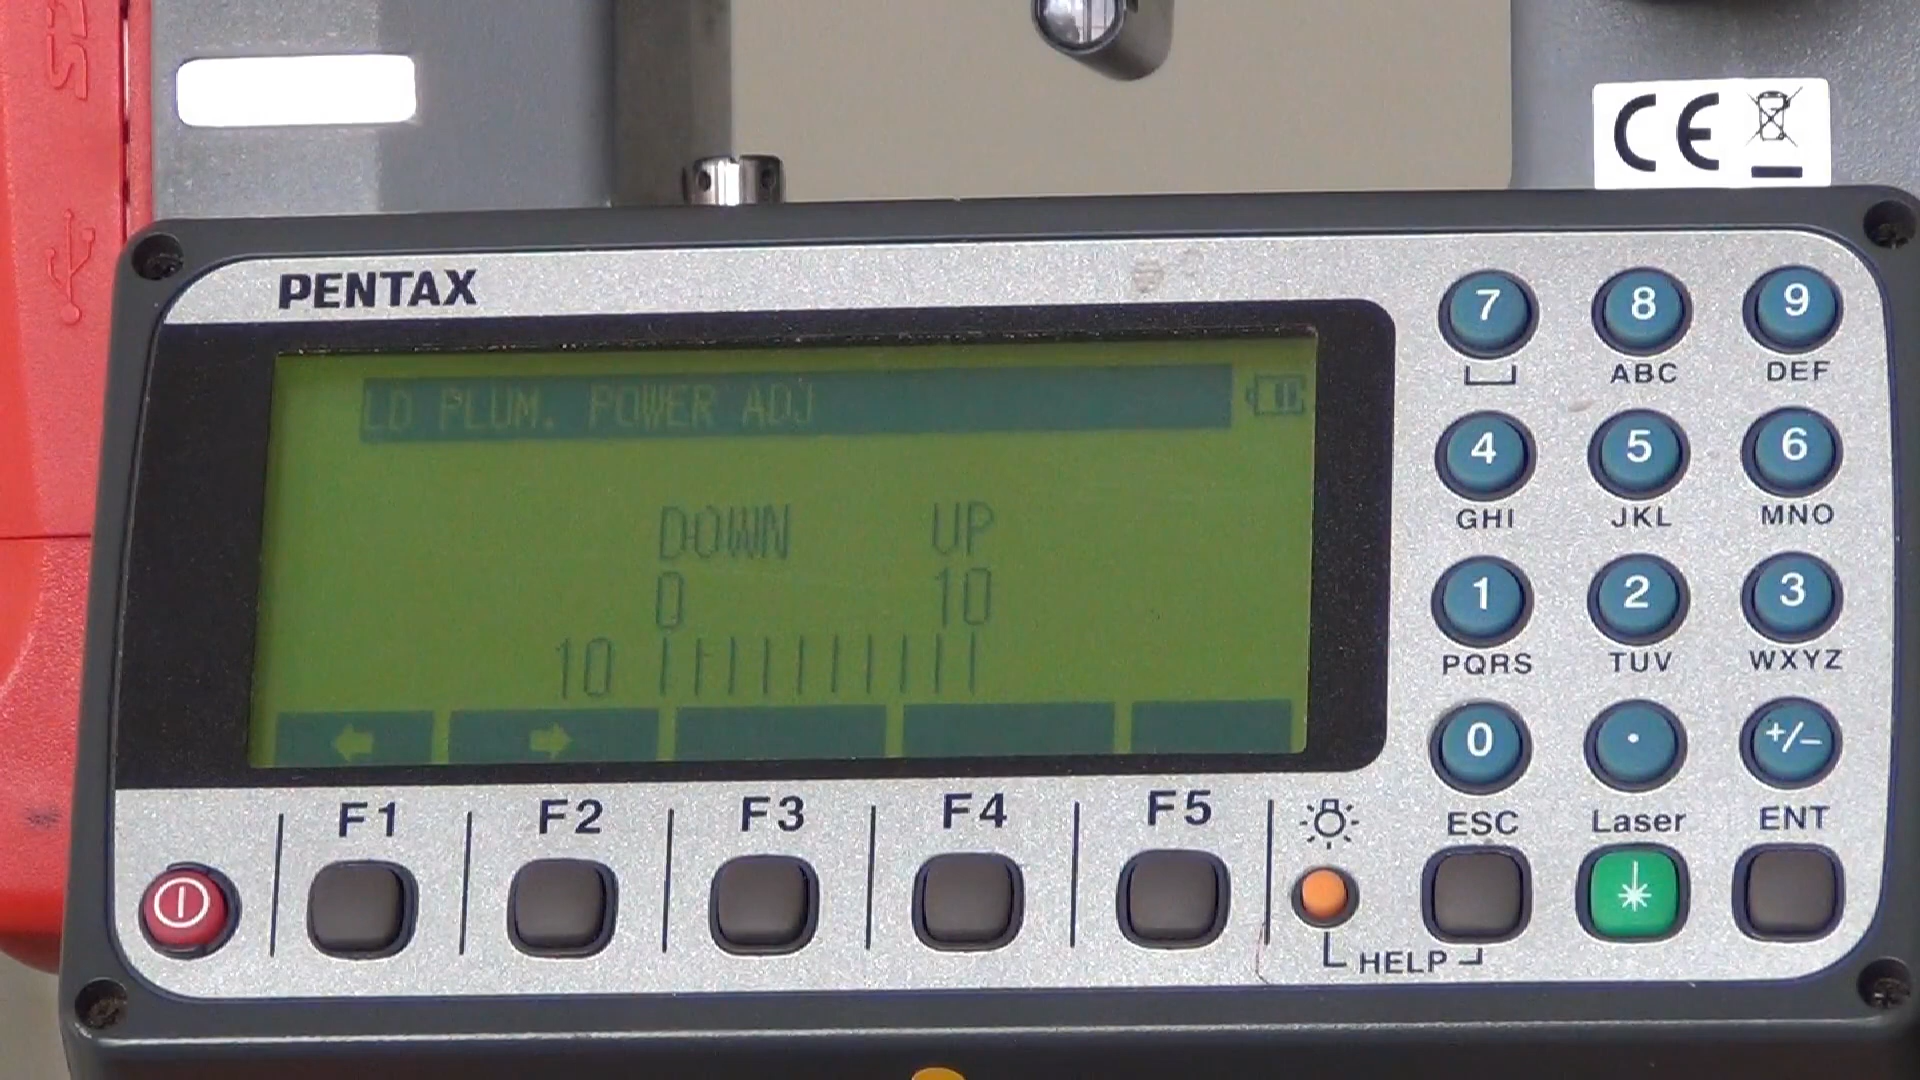 SD
CE
PENTAX
LD PLUM. POWER ADJ
DOWN UP
0 10
10
7 8 9
ABC DEF
4 5 6
GHI JKL MNO
1 2 3
PQRS TUV WXYZ
0 . +/−
F1 F2 F3 F4 F5
ESC Laser ENT
HELP